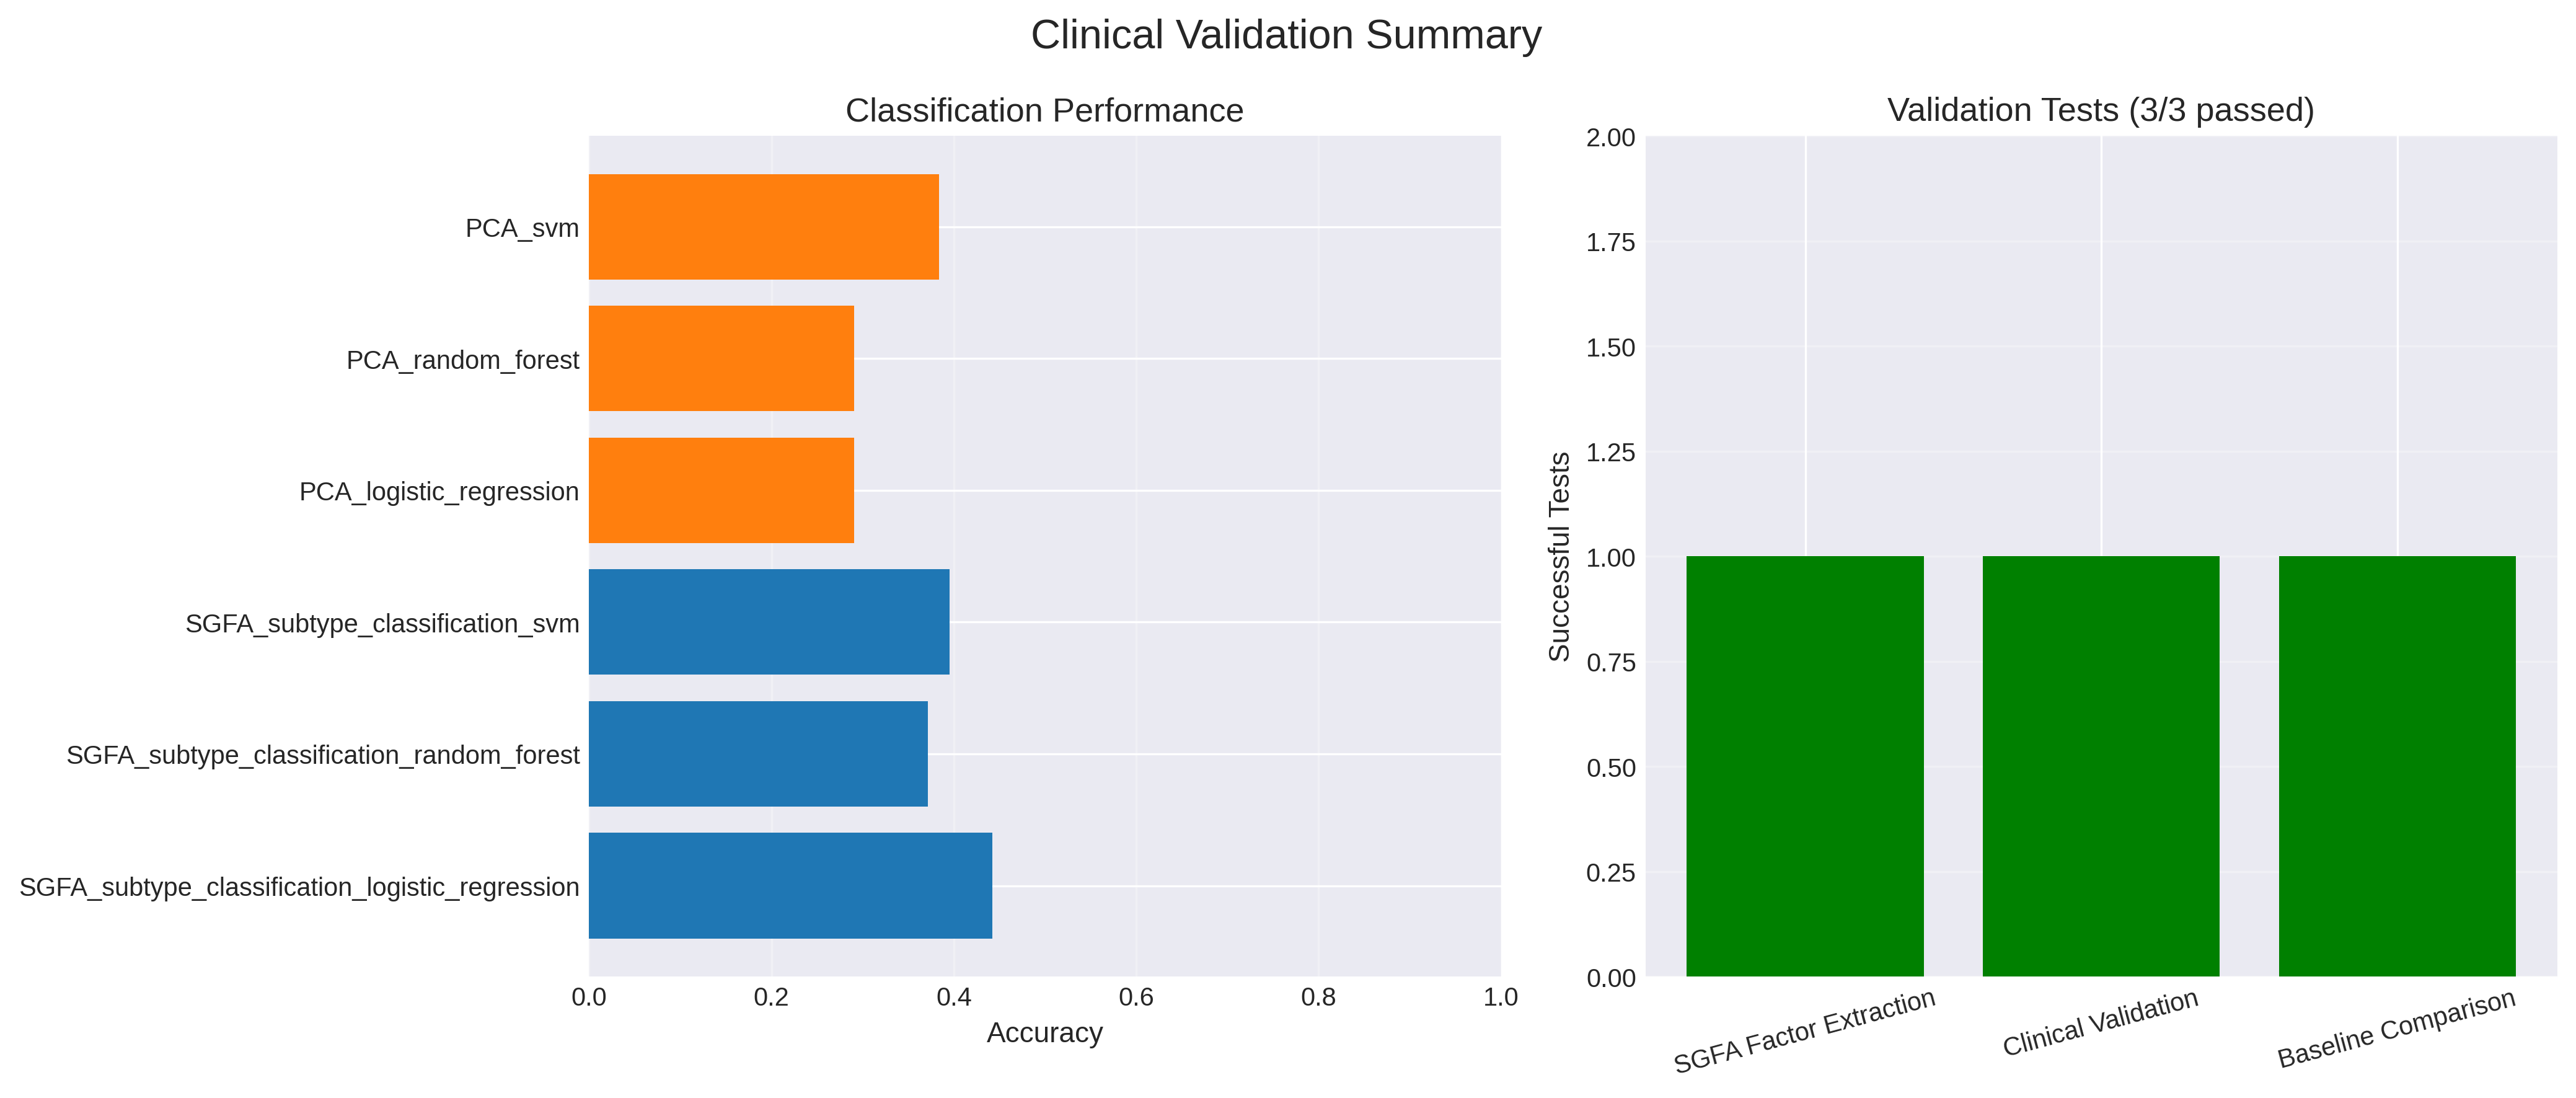 Clinical Validation Summary
Classification Performance
PCA_svm
PCA_random_forest
PCA_logistic_regression
SGFA_subtype_classification_svm
SGFA_subtype_classification_random_forest
SGFA_subtype_classification_logistic_regression
0.0 0.2 0.4 0.6 0.8 1.0
Accuracy
Validation Tests (3/3 passed)
Successful Tests
2.00
1.75
1.50
1.25
1.00
0.75
0.50
0.25
0.00
SGFA Factor Extraction
Clinical Validation
Baseline Comparison